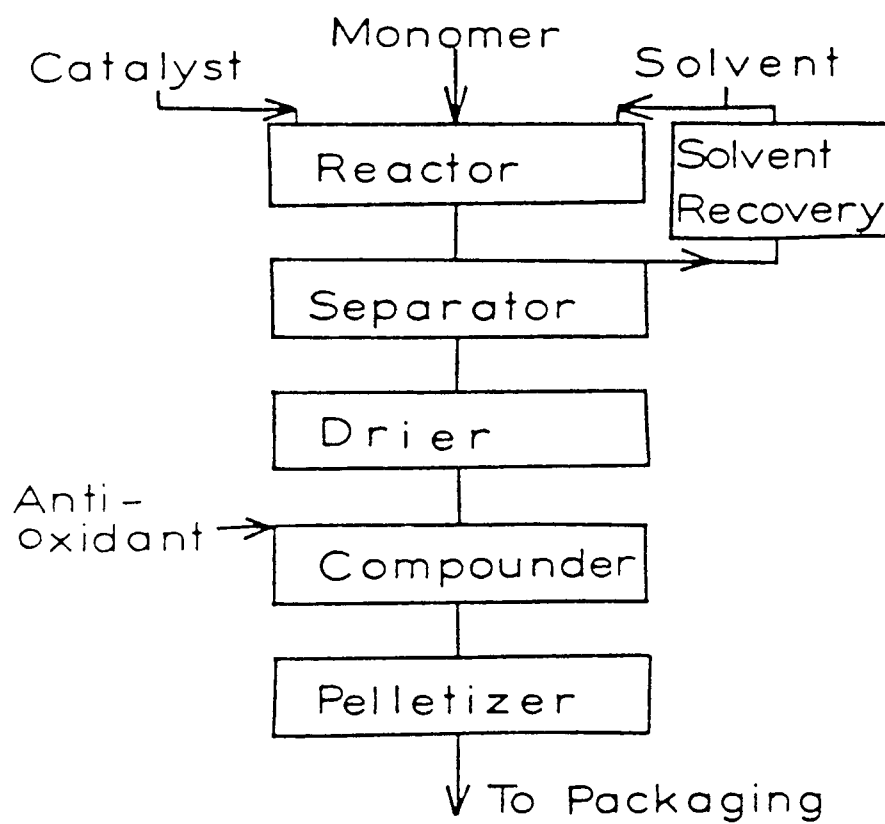 Monomer
Catalyst
Solvent
Reactor
Solvent
Recovery
Separator
Drier
Anti-
oxidant
Compounder
Pelletizer
To Packaging